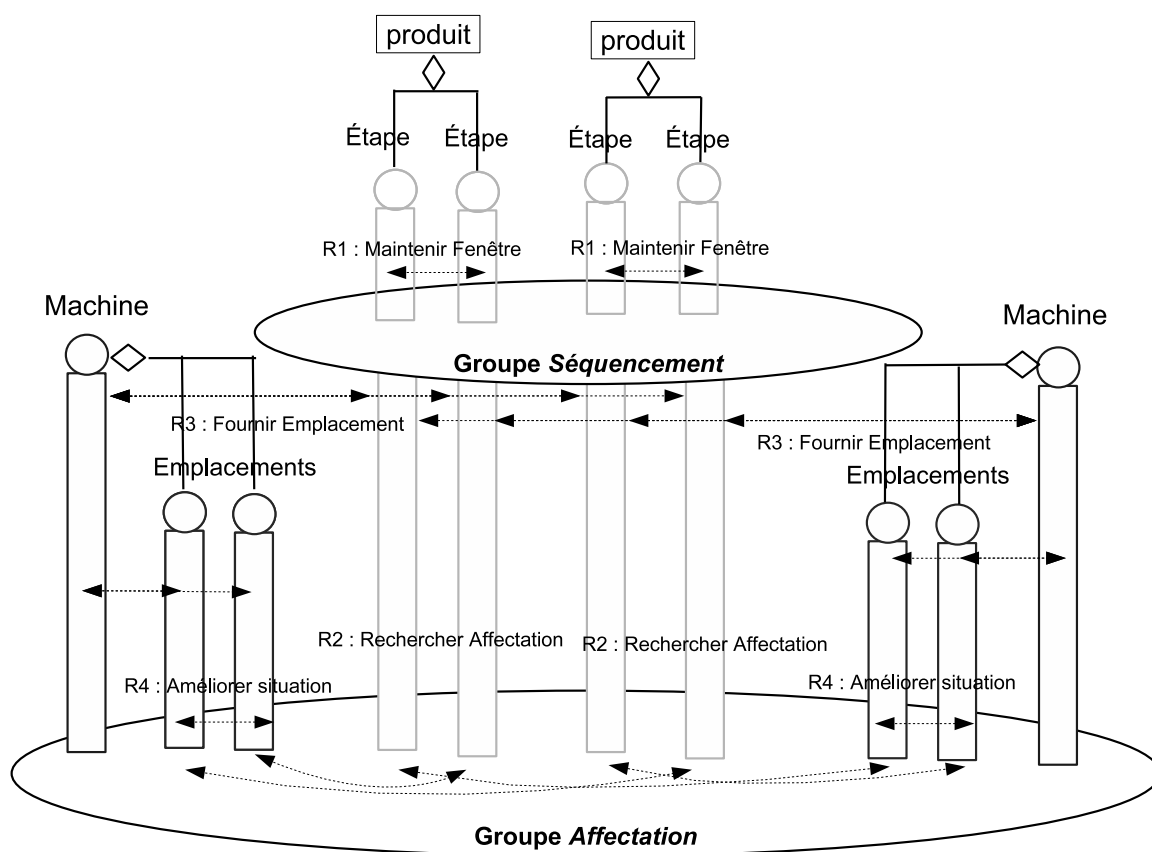 produit
produit
Étape
Étape
Étape
Étape
R1 : Maintenir Fenêtre
R1 : Maintenir Fenêtre
Machine
Machine
Groupe Séquencement
R3 : Fournir Emplacement
R3 : Fournir Emplacement
Emplacements
Emplacements
R2 : Rechercher Affectation
R2 : Rechercher Affectation
R4 : Améliorer situation
R4 : Améliorer situation
Groupe Affectation